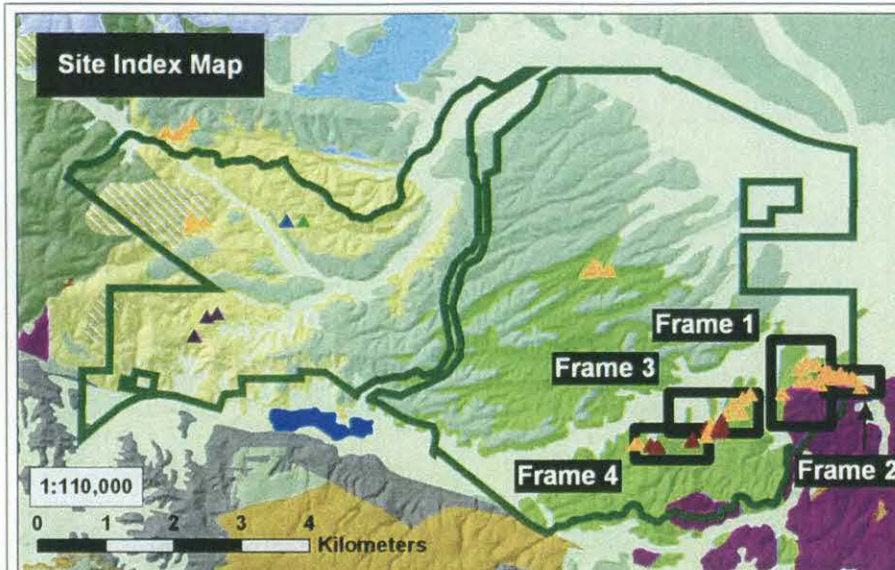 Site Index Map
Frame 1
Frame 3
Frame 4
Frame 2
1:110,000
0 1 2 3 4
Kilometers